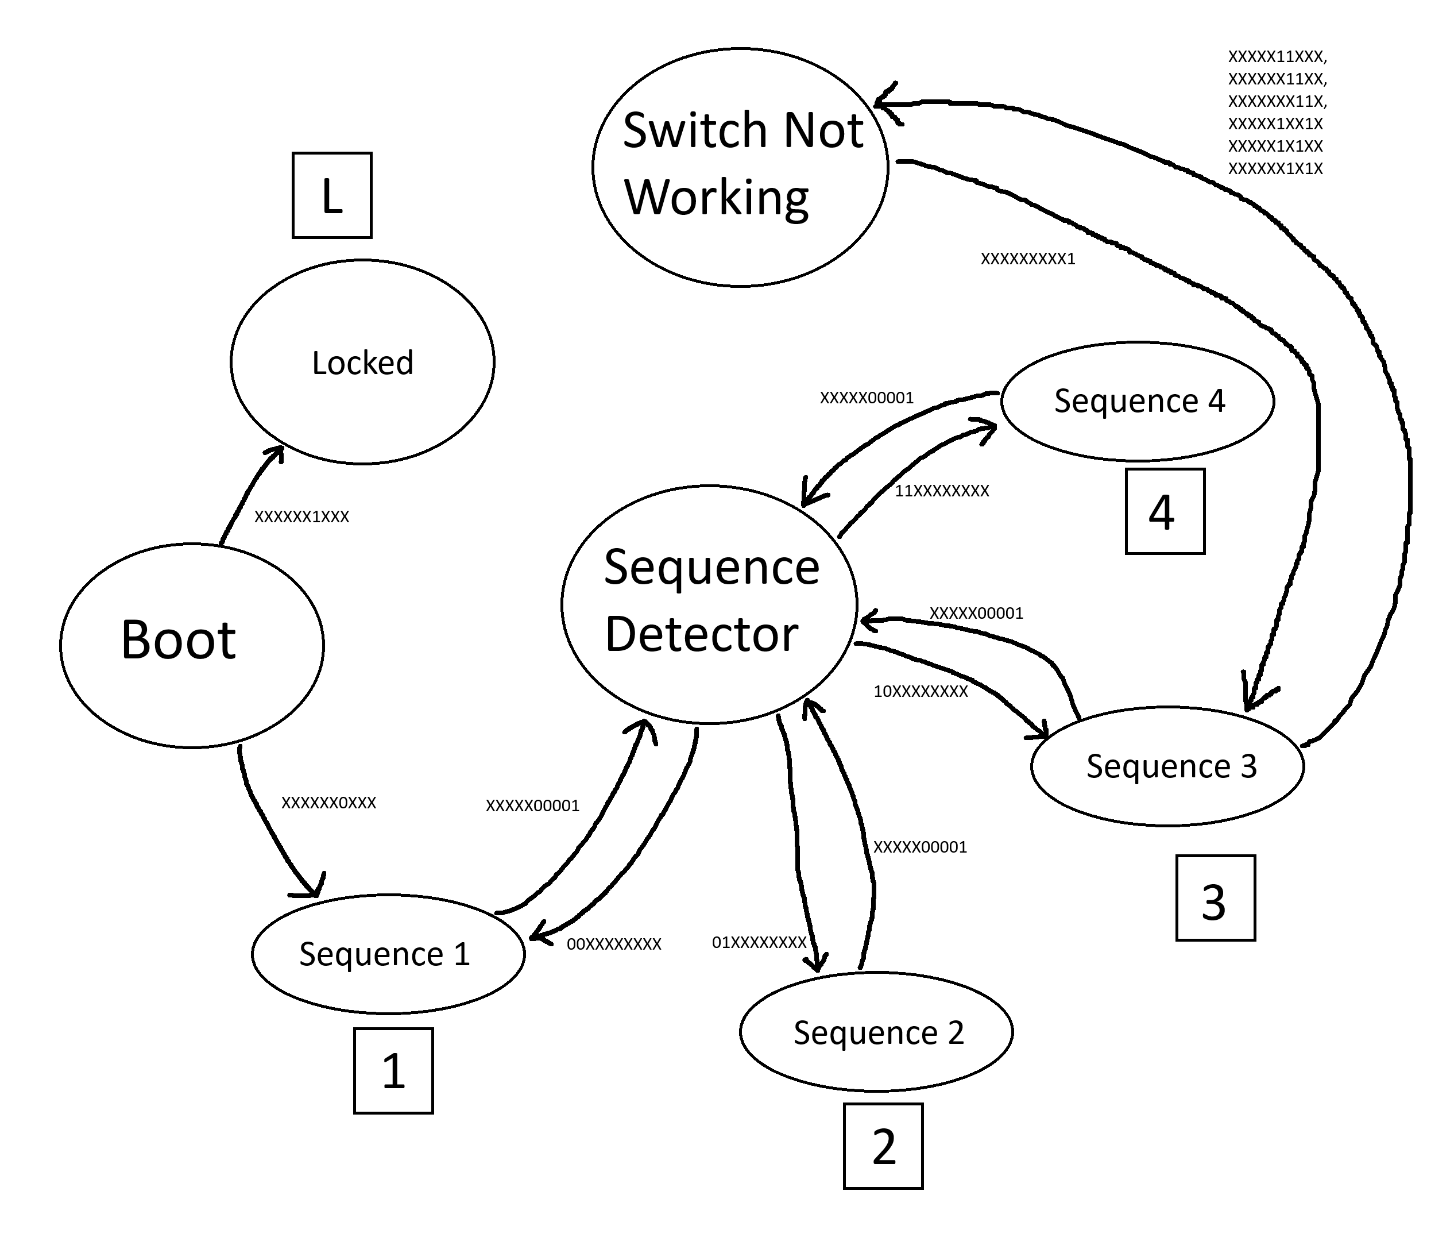 XXXXX11XXX,
XXXXXX11XX,
XXXXXXX11X,
XXXXX1XX1X
XXXXX1X1XX
XXXXXX1X1X
Switch Not
Working
L
XXXXXXXXX1
Locked
XXXXX00001
Sequence 4
11XXXXXXXX
4
XXXXXX1XXX
Sequence
Detector
Boot
XXXXX00001
10XXXXXXXX
Sequence 3
3
XXXXXX0XXX
XXXXX00001
XXXXX00001
Sequence 1
00XXXXXXXX
01XXXXXXXX
1
Sequence 2
2